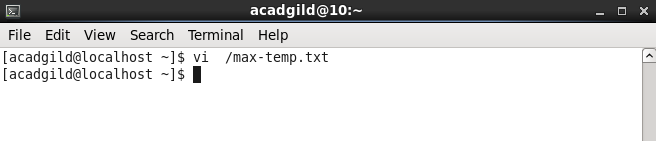 acadgild@10:~
File Edit View Search Terminal Help
[acadgild@localhost ~]$ vi  /max-temp.txt
[acadgild@localhost ~]$